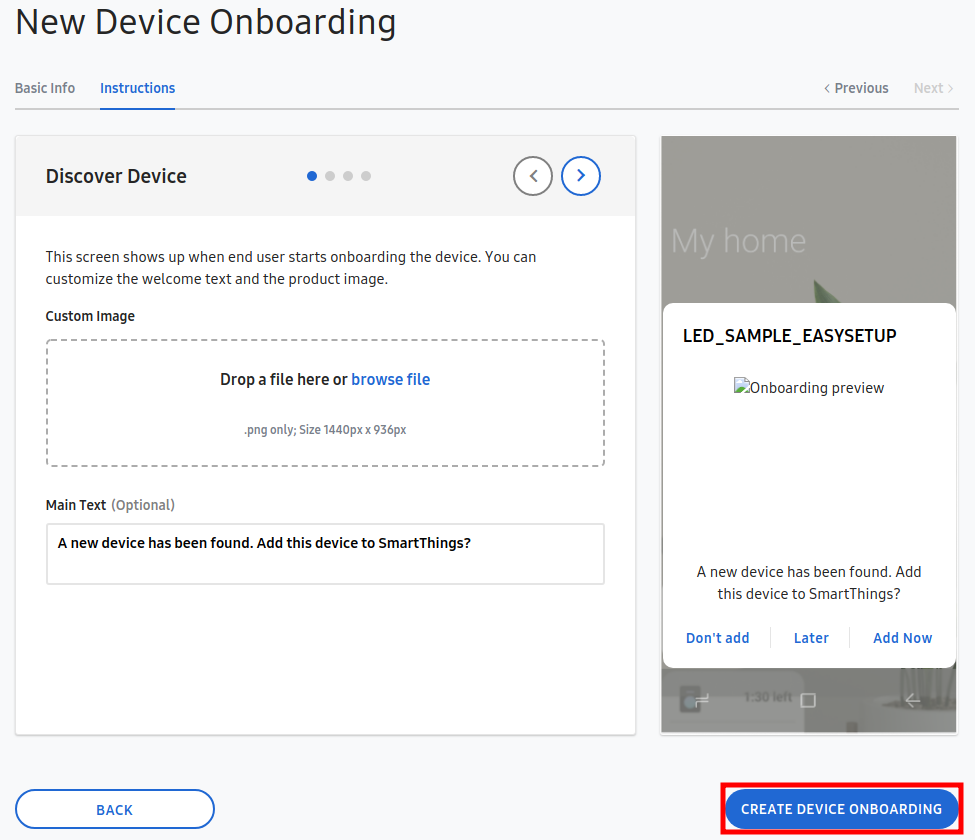 New Device Onboarding
Basic Info
Instructions
< Previous
Next >
Discover Device
This screen shows up when end user starts onboarding the device. You can
customize the welcome text and the product image.
Custom Image
Drop a file here or browse file
.png only; Size 1440px x 936px
Main Text (Optional)
A new device has been found. Add this device to SmartThings?
My home
LED_SAMPLE_EASYSETUP
Onboarding preview
A new device has been found. Add
this device to SmartThings?
Don't add
Later
Add Now
1:30 left
BACK
CREATE DEVICE ONBOARDING